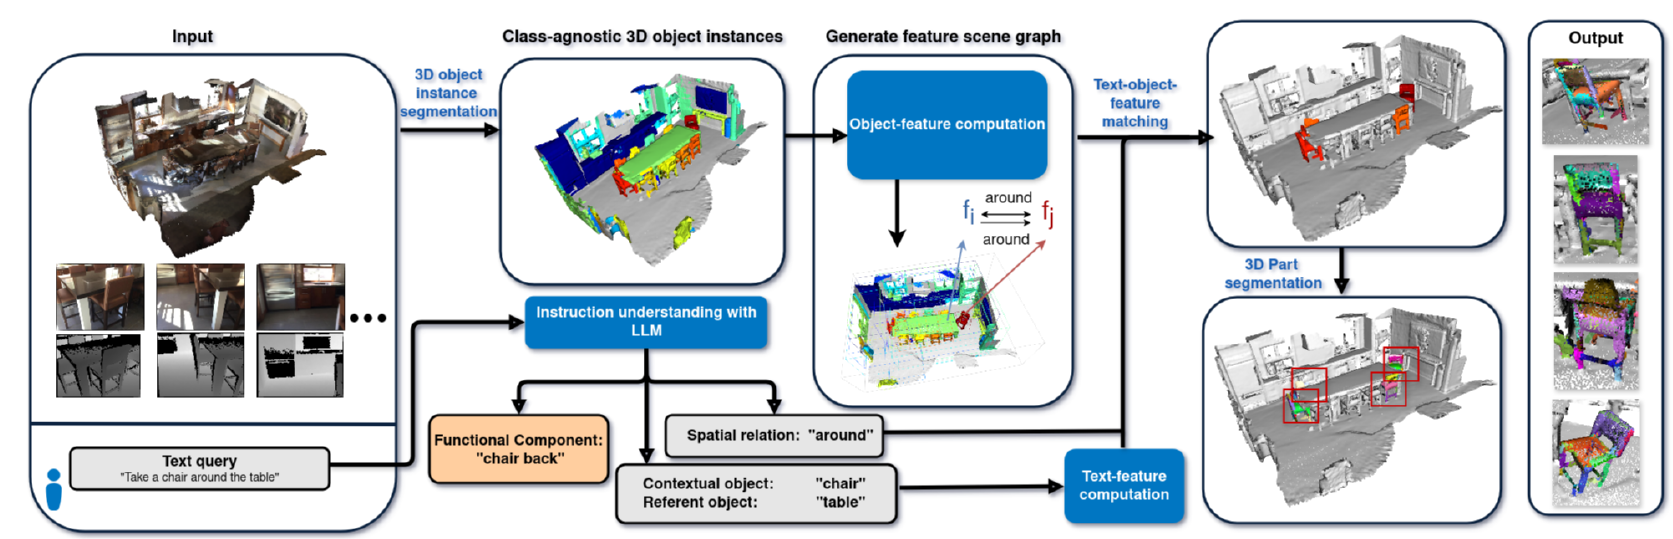 Input
Class-agnostic 3D object instances
Generate feature scene graph
Output
3D object
instance
segmentation
Object-feature computation
Text-object-
feature
matching
around
fi
fj
around
3D Part
segmentation
Instruction understanding with
LLM
Functional Component:
"chair back"
Spatial relation: "around"
Contextual object: "chair"
Referent object: "table"
Text-feature
computation
Text query
"Take a chair around the table"